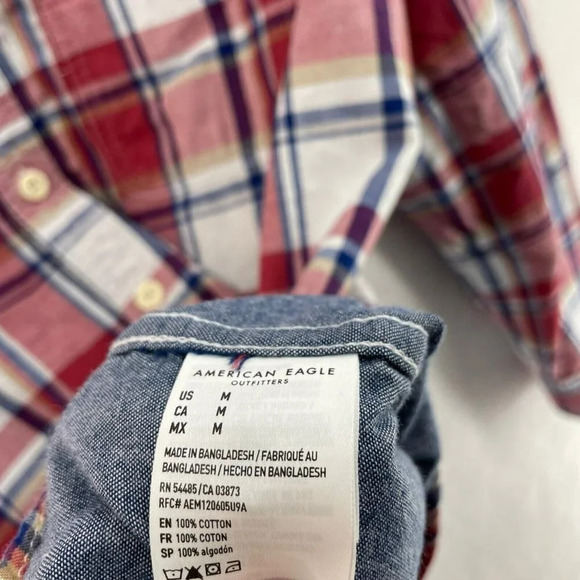 AMERICAN EAGLE
OUTFITTERS
US M
CA M
MX M
MADE IN BANGLADESH / FABRIQUÉ AU
BANGLADESH / HECHO EN BANGLADESH
RN 54485/CA 03873
RFC# AEM120605U9A
EN 100% COTTON
FR 100% COTON
SP 100% algodón